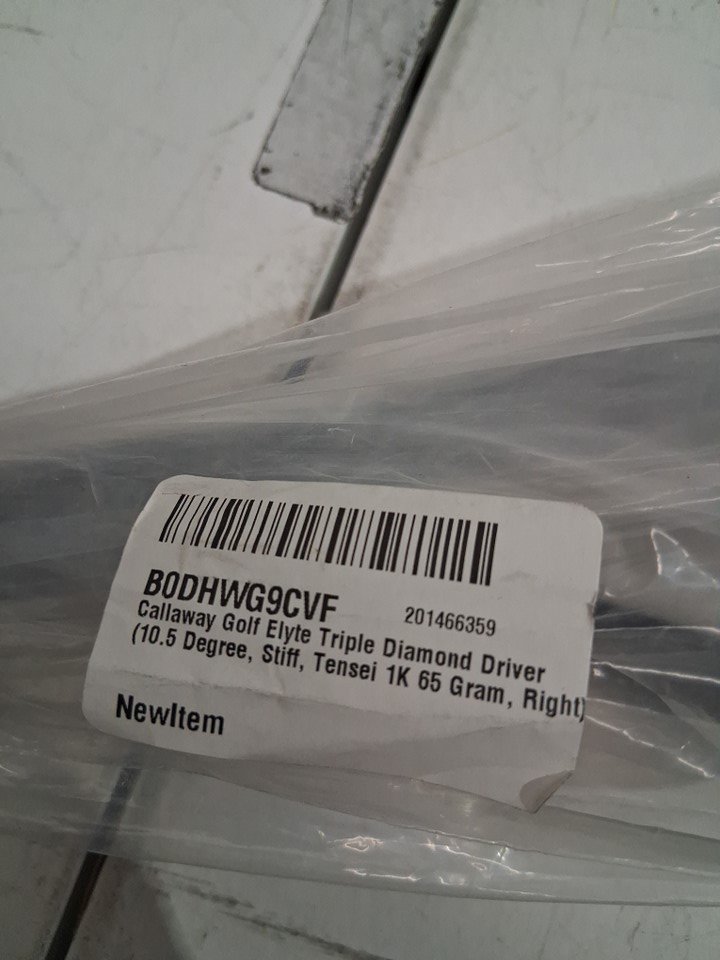 B0DHWG9CVF
201466359
Callaway Golf Elyte Triple Diamond Driver
(10.5 Degree, Stiff, Tensei 1K 65 Gram, Right)
NewItem